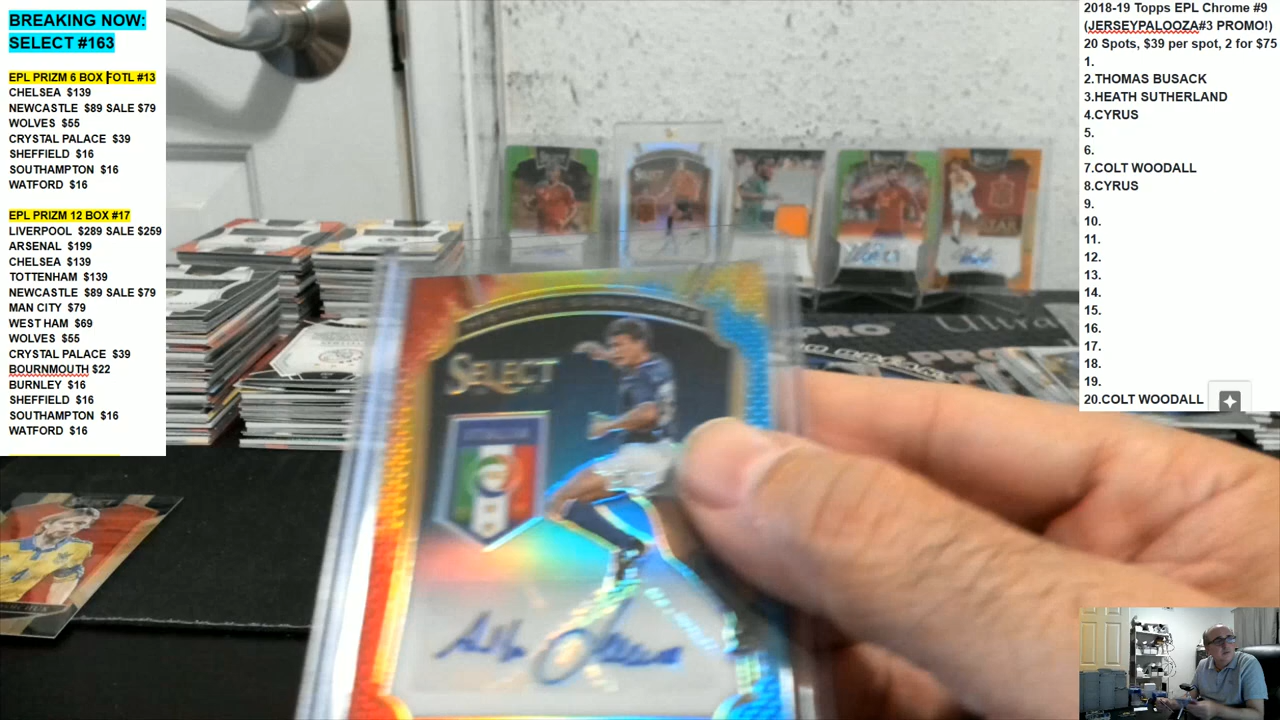 BREAKING NOW:
SELECT #163
EPL PRIZM 6 BOX FOTL #13
CHELSEA $139
NEWCASTLE $89 SALE $79
WOLVES $55
CRYSTAL PALACE $39
SHEFFIELD $16
SOUTHAMPTON $16
WATFORD $16
EPL PRIZM 12 BOX #17
LIVERPOOL $289 SALE $259
ARSENAL $199
CHELSEA $139
TOTTENHAM $139
NEWCASTLE $89 SALE $79
MAN CITY $79
WEST HAM $69
WOLVES $55
CRYSTAL PALACE $39
BOURNMOUTH $22
BURNLEY $16
SHEFFIELD $16
SOUTHAMPTON $16
WATFORD $16
2018-19 Topps EPL Chrome #9
(JERSEYPALOOZA#3 PROMO!)
20 Spots, $39 per spot, 2 for $75
1.
2.THOMAS BUSACK
3.HEATH SUTHERLAND
4.CYRUS
5.
6.
7.COLT WOODALL
8.CYRUS
9.
10.
11.
12.
13.
14.
15.
16.
17.
18.
19.
20.COLT WOODALL
SELECT
PRO
Ultra